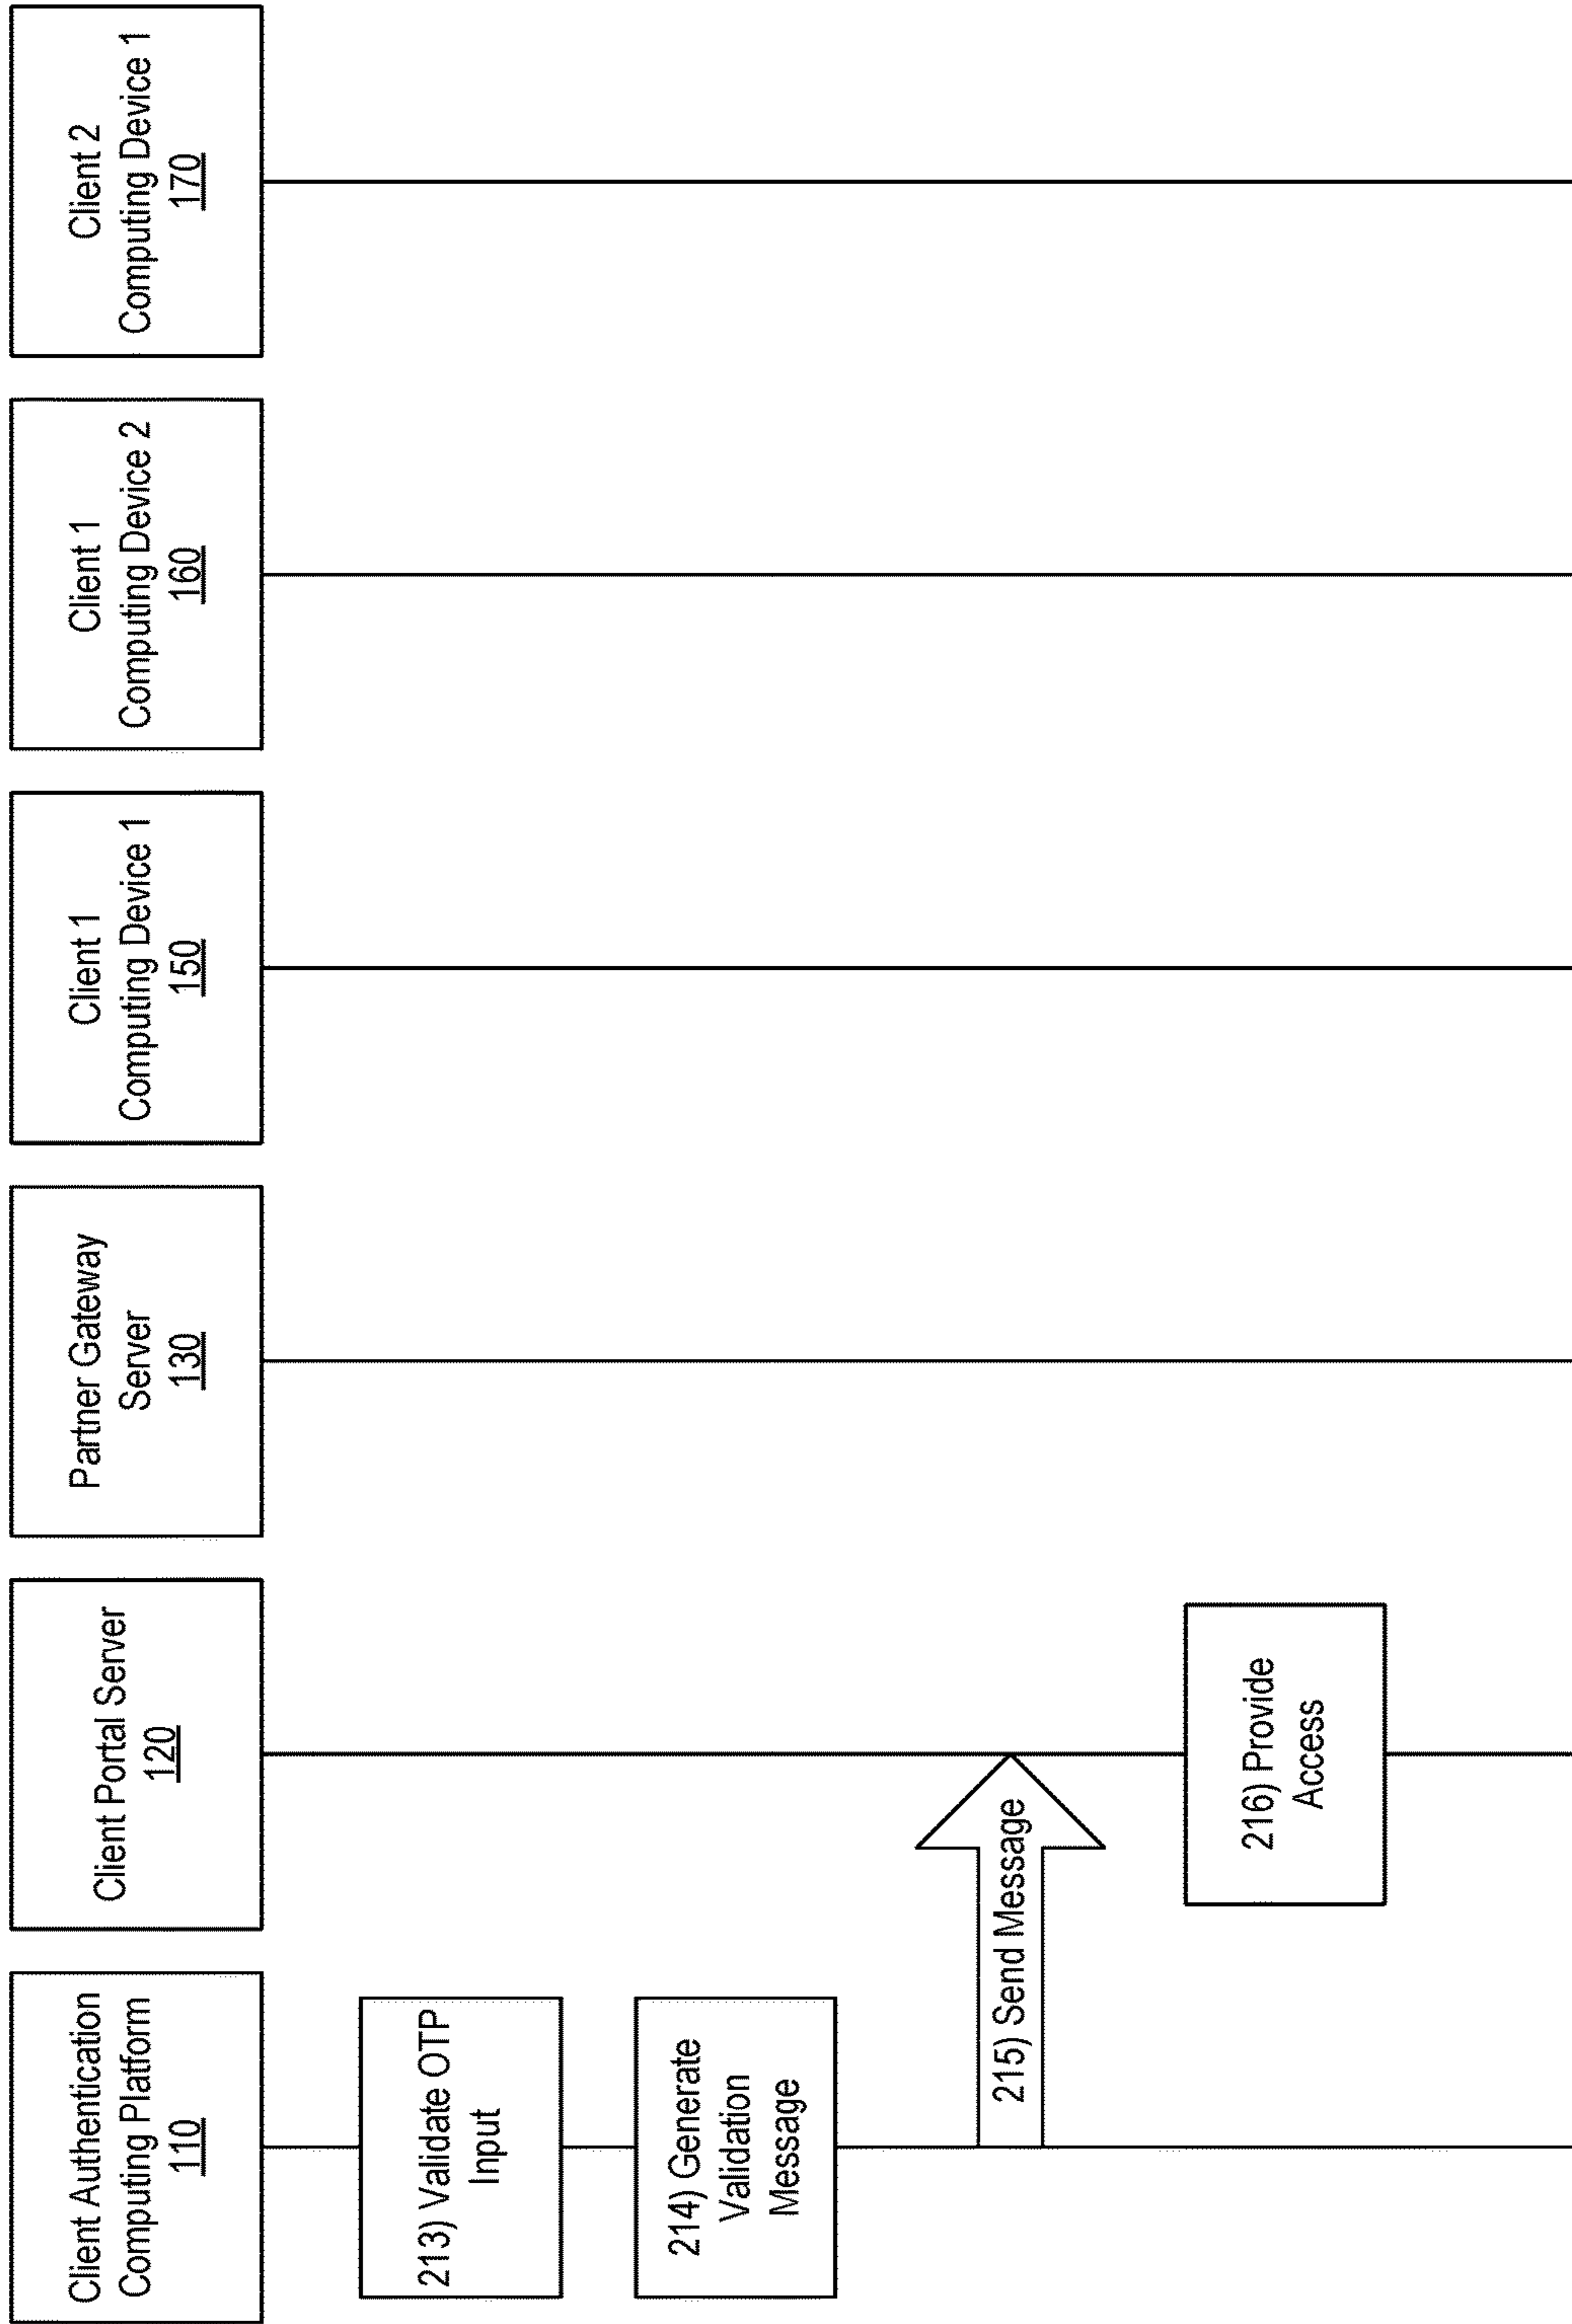 Client Authentication
Computing Platform
110
Client Portal Server
120
Partner Gateway
Server
130
Client 1
Computing Device 1
150
Client 1
Computing Device 2
160
Client 2
Computing Device 1
170
213) Validate OTP
Input
214) Generate
Validation
Message
215) Send Message
216) Provide
Access